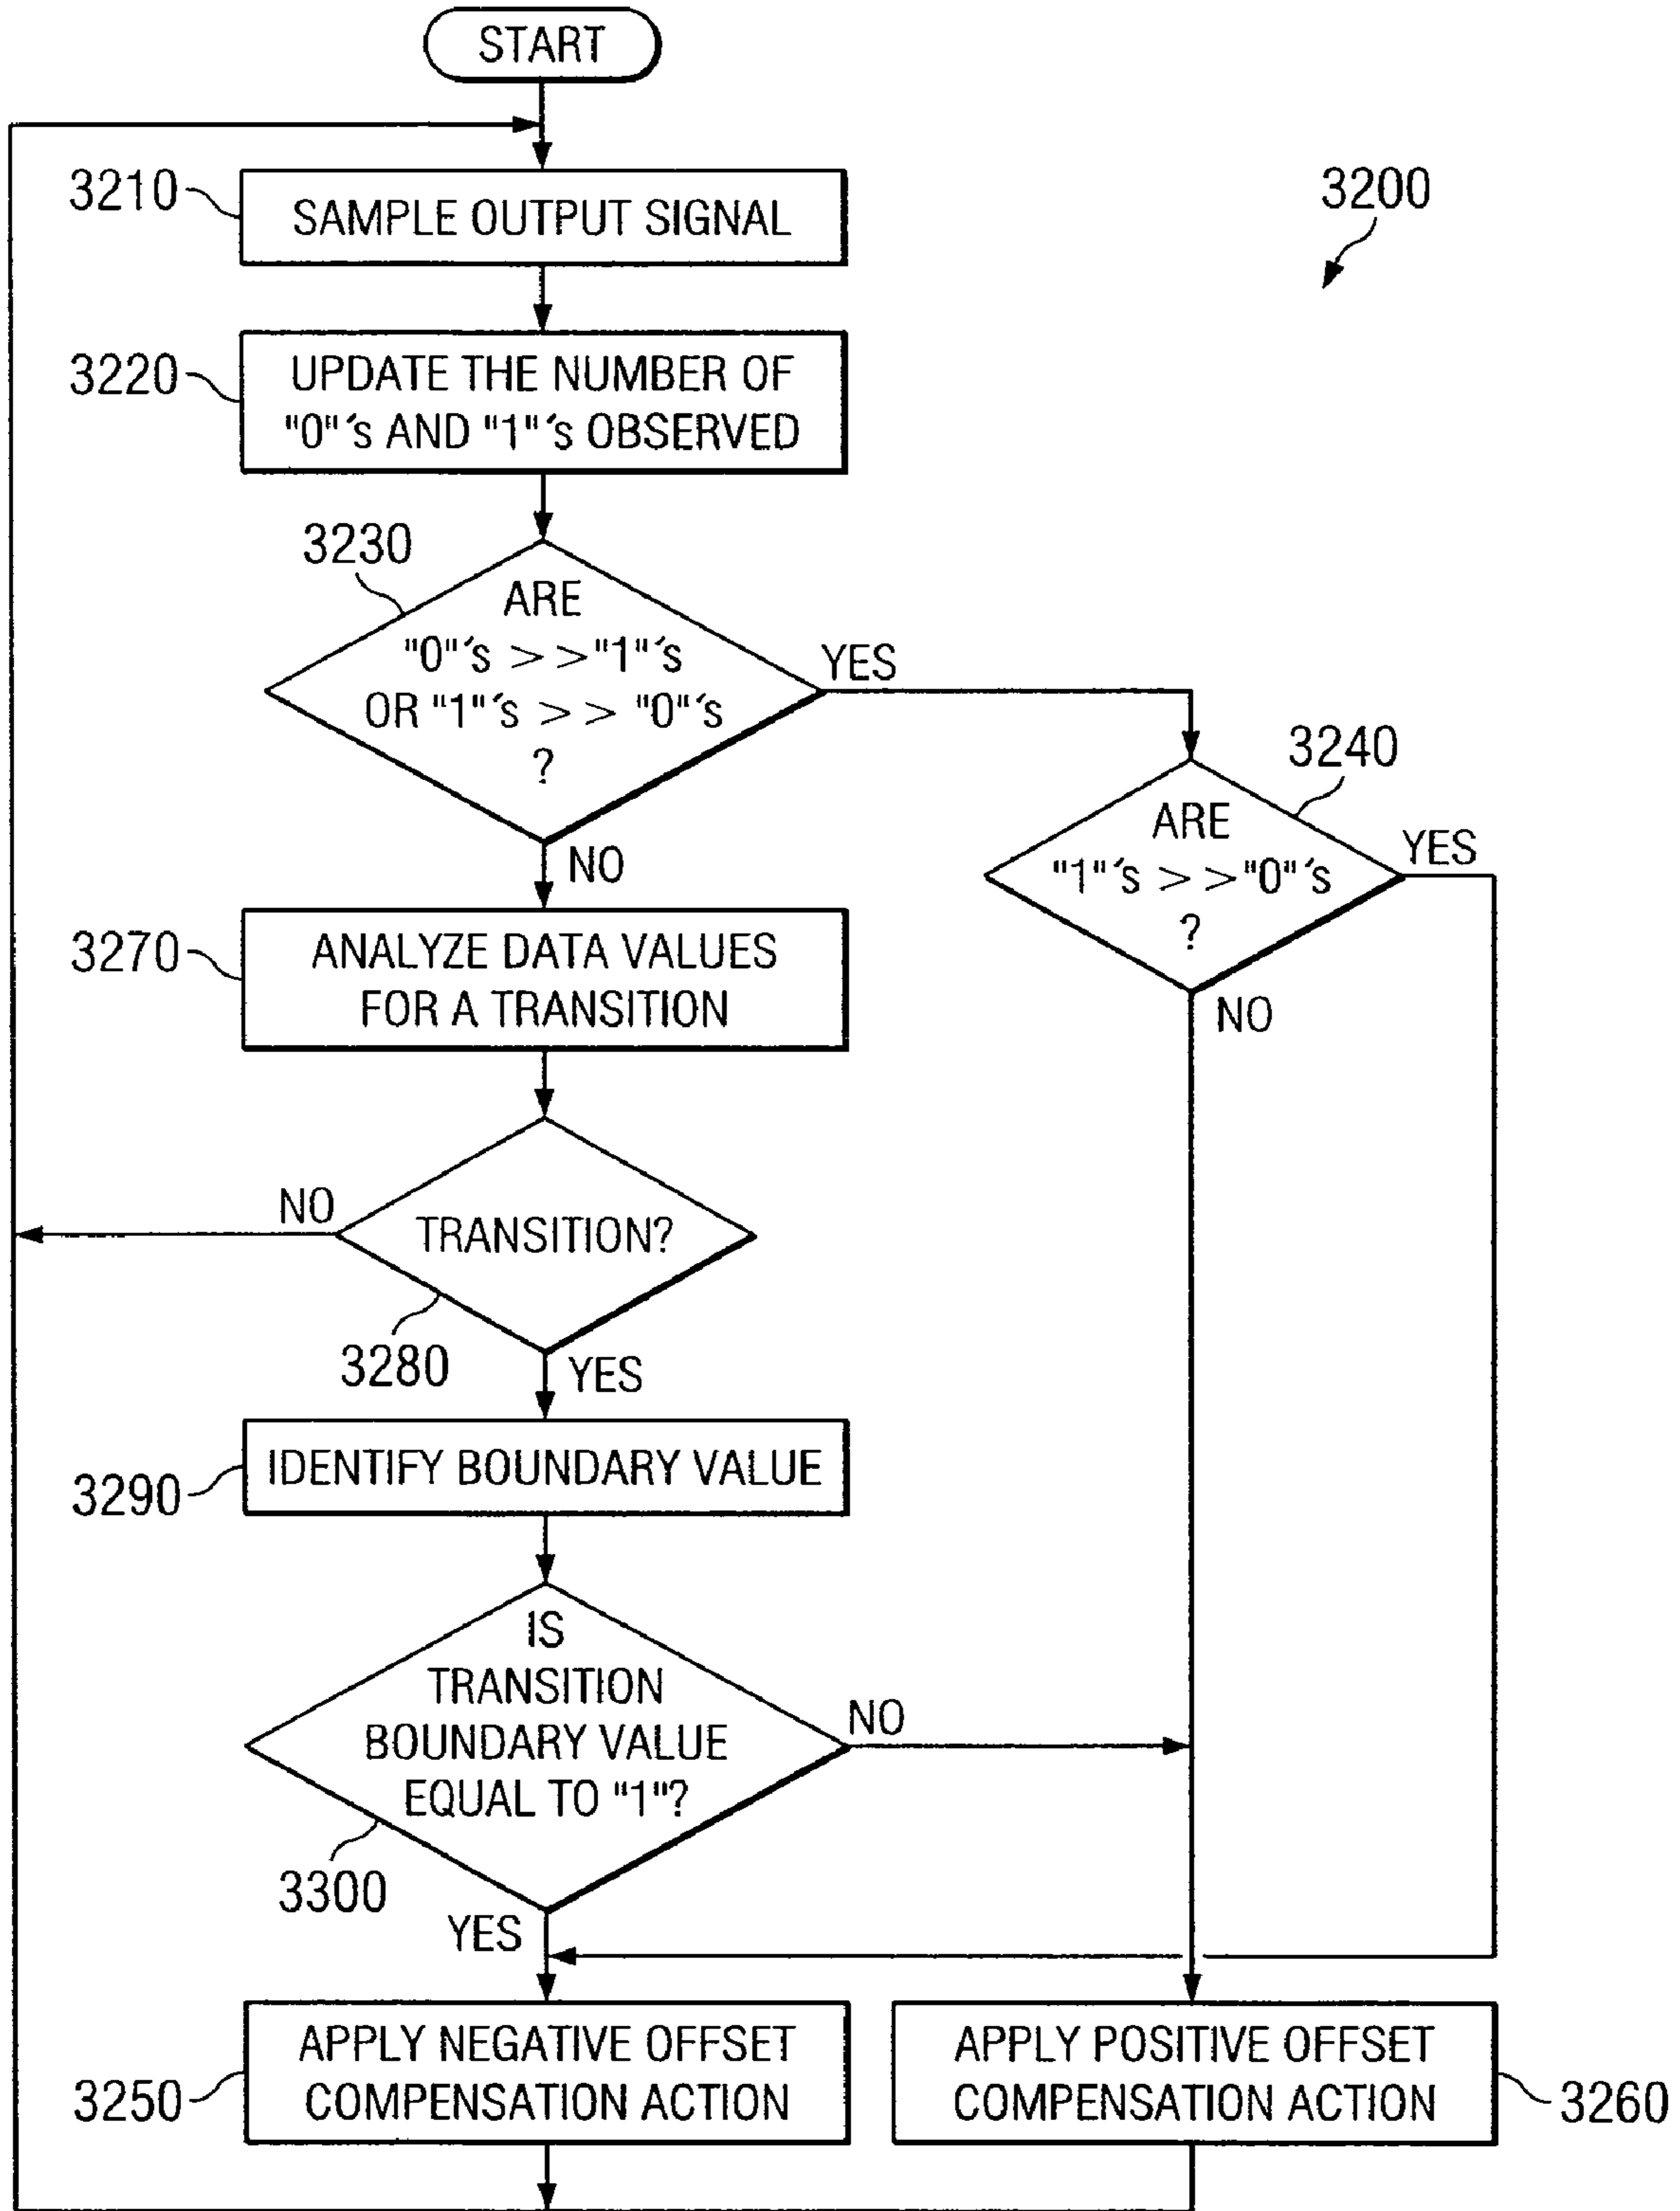 START
3210
SAMPLE OUTPUT SIGNAL
3200
3220
UPDATE THE NUMBER OF
"0"´s AND "1"´s OBSERVED
3230
ARE
"0"´s >> "1"´s
OR "1"´s >> "0"´s
?
YES
NO
3240
ARE
"1"´s >> "0"´s
?
YES
NO
3270
ANALYZE DATA VALUES
FOR A TRANSITION
NO
TRANSITION?
3280
YES
IDENTIFY BOUNDARY VALUE
3290
IS
TRANSITION
BOUNDARY VALUE
EQUAL TO "1"?
NO
3300
YES
APPLY NEGATIVE OFFSET
COMPENSATION ACTION
3250
APPLY POSITIVE OFFSET
COMPENSATION ACTION
3260